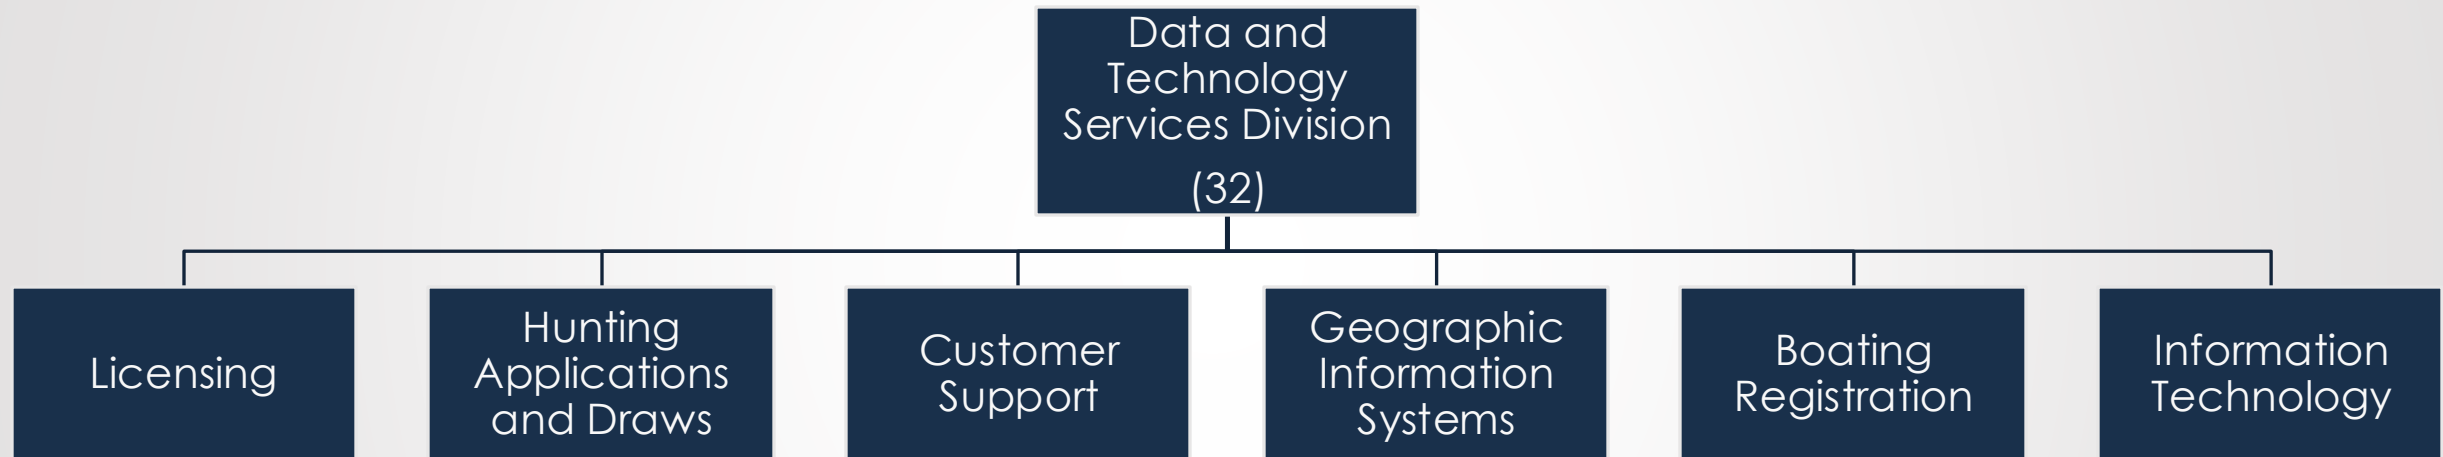 Data and
Technology
Services Division
(32)
Licensing
Hunting
Applications
and Draws
Customer
Support
Geographic
Information
Systems
Boating
Registration
Information
Technology